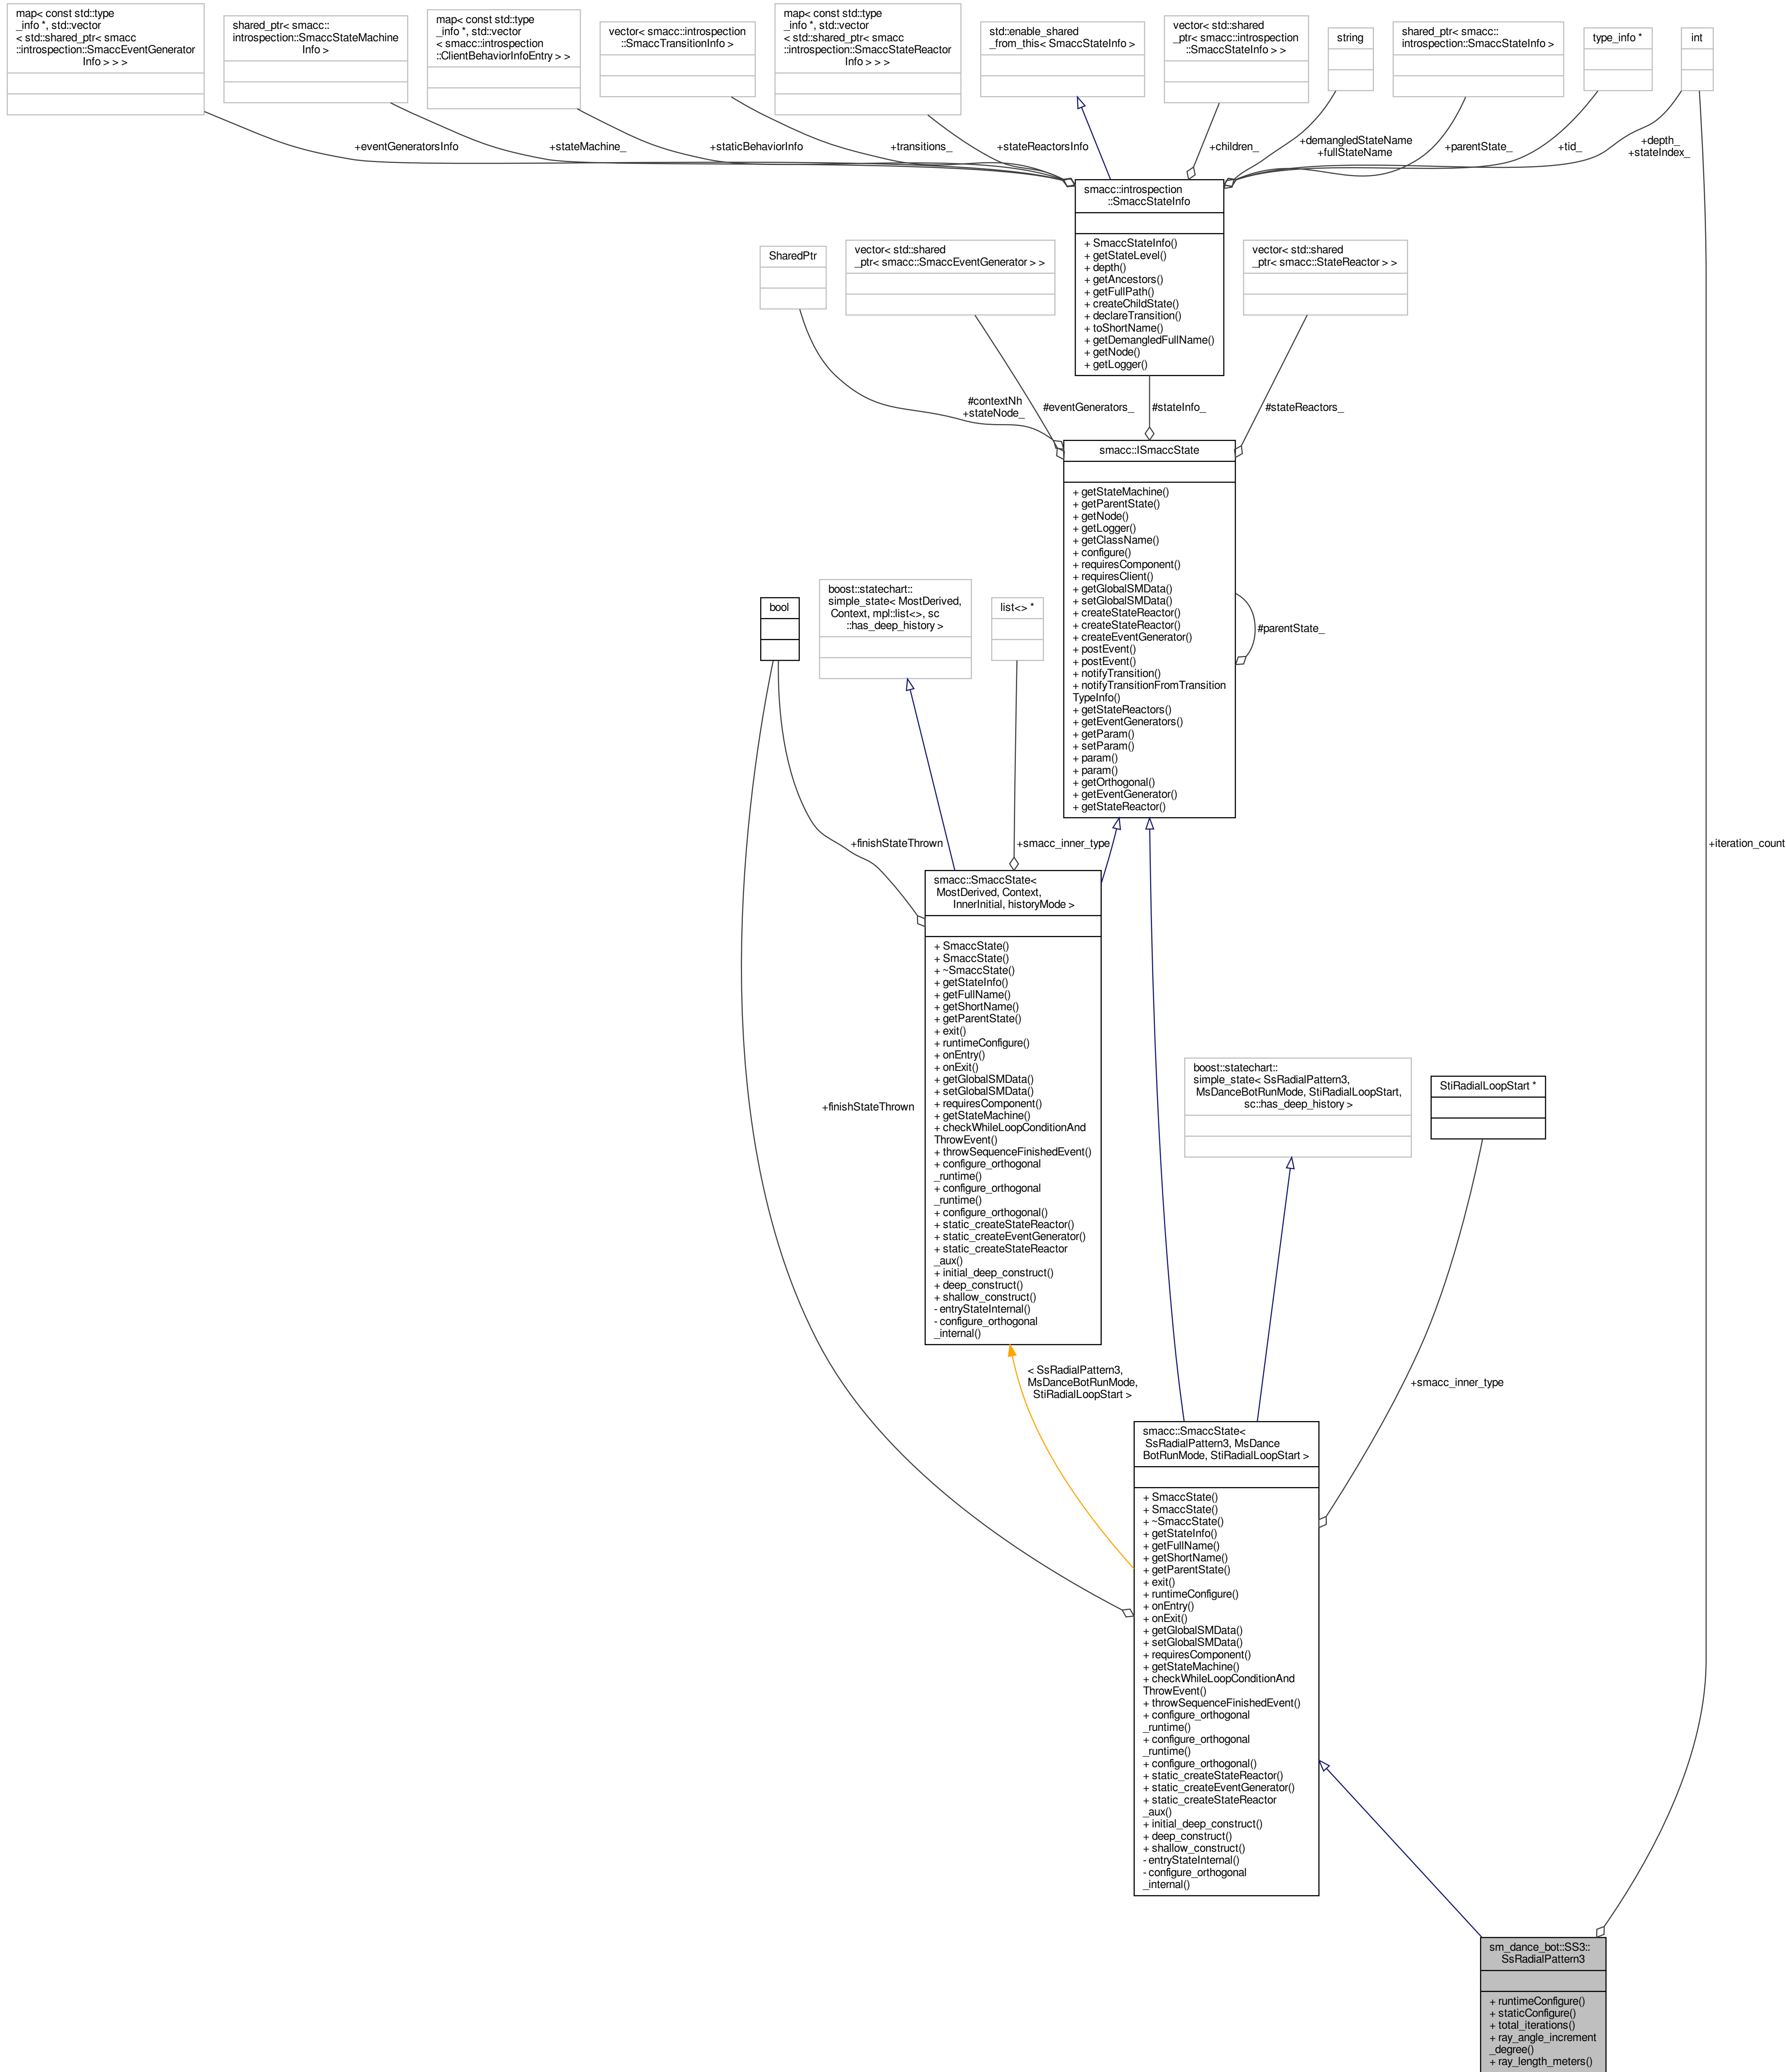 map< const std::type
_info *, std::vector
< std::shared_ptr< smacc
::introspection::SmaccEventGenerator
Info > > >
shared_ptr< smacc::
introspection::SmaccStateMachine
Info >
map< const std::type
_info *, std::vector
< smacc::introspection
::ClientBehaviorInfoEntry > >
vector< smacc::introspection
::SmaccTransitionInfo >
map< const std::type
_info *, std::vector
< std::shared_ptr< smacc
::introspection::SmaccStateReactor
Info > > >
std::enable_shared
_from_this< SmaccStateInfo >
vector< std::shared
_ptr< smacc::introspection
::SmaccStateInfo > >
string
shared_ptr< smacc::
introspection::SmaccStateInfo >
type_info *
int
+eventGeneratorsInfo
+stateMachine_
+staticBehaviorInfo
+transitions_
+stateReactorsInfo
+children_
+demangledStateName
+fullStateName
+parentState_
+tid_
+depth_
+stateIndex_
smacc::introspection
::SmaccStateInfo
+ SmaccStateInfo()
+ getStateLevel()
+ depth()
+ getAncestors()
+ getFullPath()
+ createChildState()
+ declareTransition()
+ toShortName()
+ getDemangledFullName()
+ getNode()
+ getLogger()
SharedPtr
vector< std::shared
_ptr< smacc::SmaccEventGenerator > >
vector< std::shared
_ptr< smacc::StateReactor > >
#contextNh
+stateNode_
#eventGenerators_
#stateInfo_
#stateReactors_
smacc::ISmaccState
+ getStateMachine()
+ getParentState()
+ getNode()
+ getLogger()
+ getClassName()
+ configure()
+ requiresComponent()
+ requiresClient()
+ getGlobalSMData()
+ setGlobalSMData()
+ createStateReactor()
+ createStateReactor()
+ createEventGenerator()
+ postEvent()
+ postEvent()
+ notifyTransition()
+ notifyTransitionFromTransition
TypeInfo()
+ getStateReactors()
+ getEventGenerators()
+ getParam()
+ setParam()
+ param()
+ param()
+ getOrthogonal()
+ getEventGenerator()
+ getStateReactor()
#parentState_
bool
boost::statechart::
simple_state< MostDerived,
Context, mpl::list<>, sc
::has_deep_history >
list<> *
+finishStateThrown
+smacc_inner_type
+iteration_count
smacc::SmaccState<
MostDerived, Context,
InnerInitial, historyMode >
+ SmaccState()
+ SmaccState()
+ ~SmaccState()
+ getStateInfo()
+ getFullName()
+ getShortName()
+ getParentState()
+ exit()
+ runtimeConfigure()
+ onEntry()
+ onExit()
+ getGlobalSMData()
+ setGlobalSMData()
+ requiresComponent()
+ getStateMachine()
+ checkWhileLoopConditionAnd
ThrowEvent()
+ throwSequenceFinishedEvent()
+ configure_orthogonal
_runtime()
+ configure_orthogonal
_runtime()
+ configure_orthogonal()
+ static_createStateReactor()
+ static_createEventGenerator()
+ static_createStateReactor
_aux()
+ initial_deep_construct()
+ deep_construct()
+ shallow_construct()
- entryStateInternal()
- configure_orthogonal
_internal()
+finishStateThrown
boost::statechart::
simple_state< SsRadialPattern3,
MsDanceBotRunMode, StiRadialLoopStart,
sc::has_deep_history >
StiRadialLoopStart *
< SsRadialPattern3,
MsDanceBotRunMode,
StiRadialLoopStart >
+smacc_inner_type
smacc::SmaccState<
SsRadialPattern3, MsDance
BotRunMode, StiRadialLoopStart >
+ SmaccState()
+ SmaccState()
+ ~SmaccState()
+ getStateInfo()
+ getFullName()
+ getShortName()
+ getParentState()
+ exit()
+ runtimeConfigure()
+ onEntry()
+ onExit()
+ getGlobalSMData()
+ setGlobalSMData()
+ requiresComponent()
+ getStateMachine()
+ checkWhileLoopConditionAnd
ThrowEvent()
+ throwSequenceFinishedEvent()
+ configure_orthogonal
_runtime()
+ configure_orthogonal
_runtime()
+ configure_orthogonal()
+ static_createStateReactor()
+ static_createEventGenerator()
+ static_createStateReactor
_aux()
+ initial_deep_construct()
+ deep_construct()
+ shallow_construct()
- entryStateInternal()
- configure_orthogonal
_internal()
sm_dance_bot::SS3::
SsRadialPattern3
+ runtimeConfigure()
+ staticConfigure()
+ total_iterations()
+ ray_angle_increment
_degree()
+ ray_length_meters()